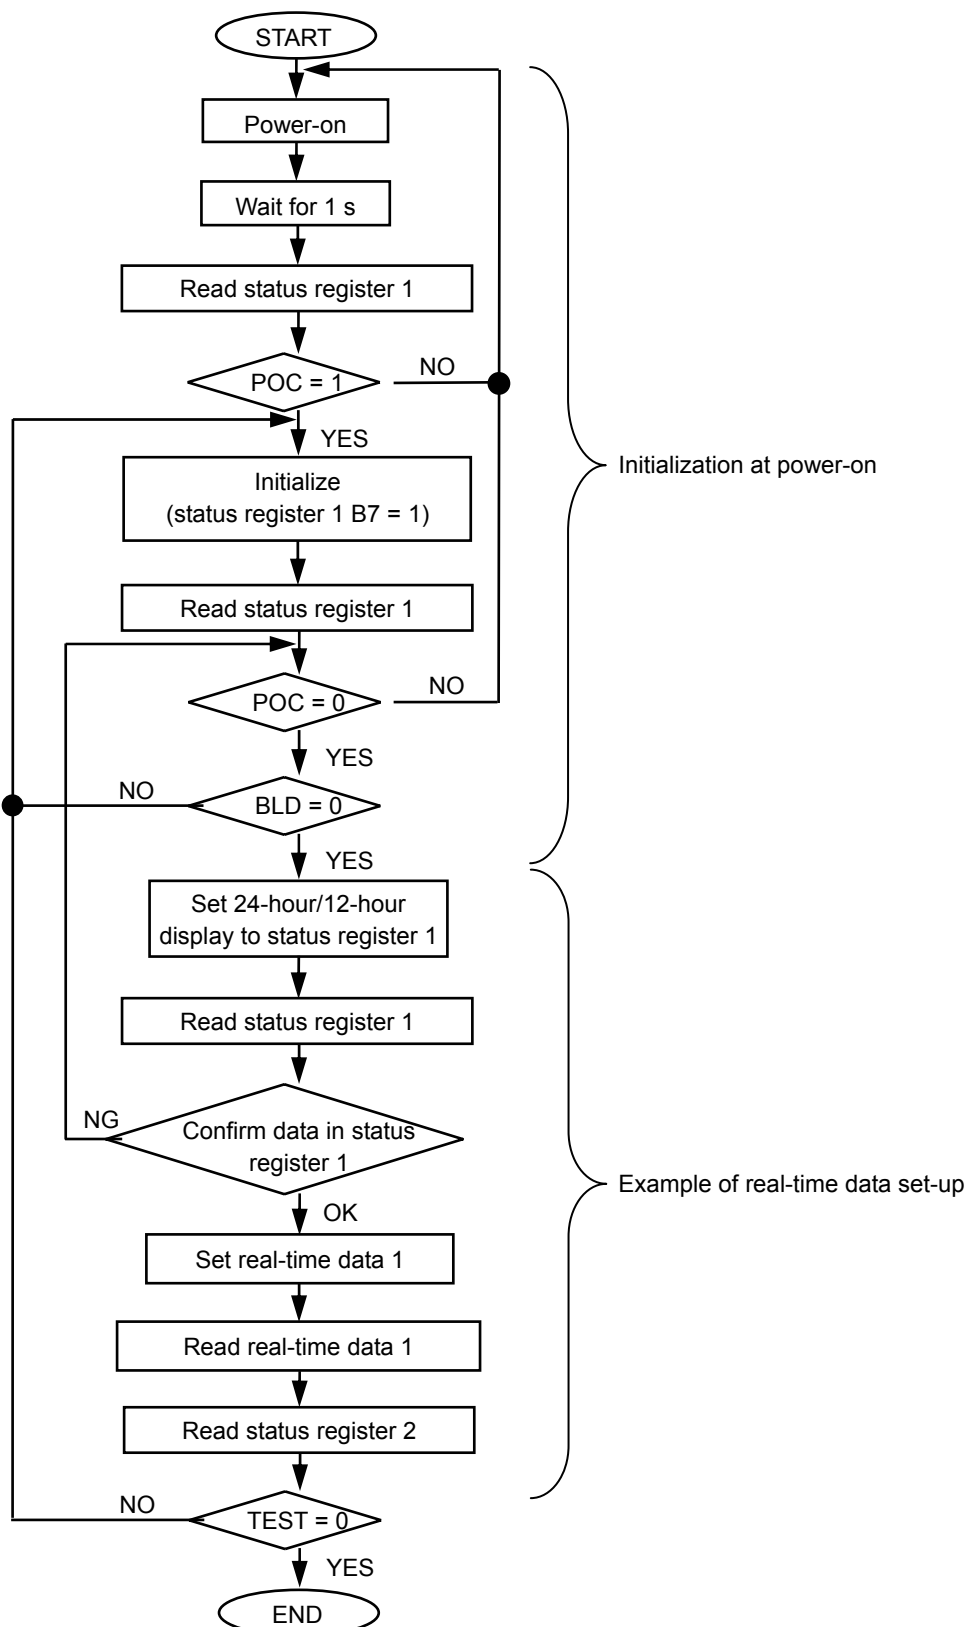 START
Power-on
Wait for 1 s
Read status register 1
POC = 1
NO
YES
Initialize
(status register 1 B7 = 1)
Initialization at power-on
Read status register 1
POC = 0
NO
YES
NO
BLD = 0
YES
Set 24-hour/12-hour
display to status register 1
Read status register 1
NG
Confirm data in status
register 1
Example of real-time data set-up
OK
Set real-time data 1
Read real-time data 1
Read status register 2
NO
TEST = 0
YES
END